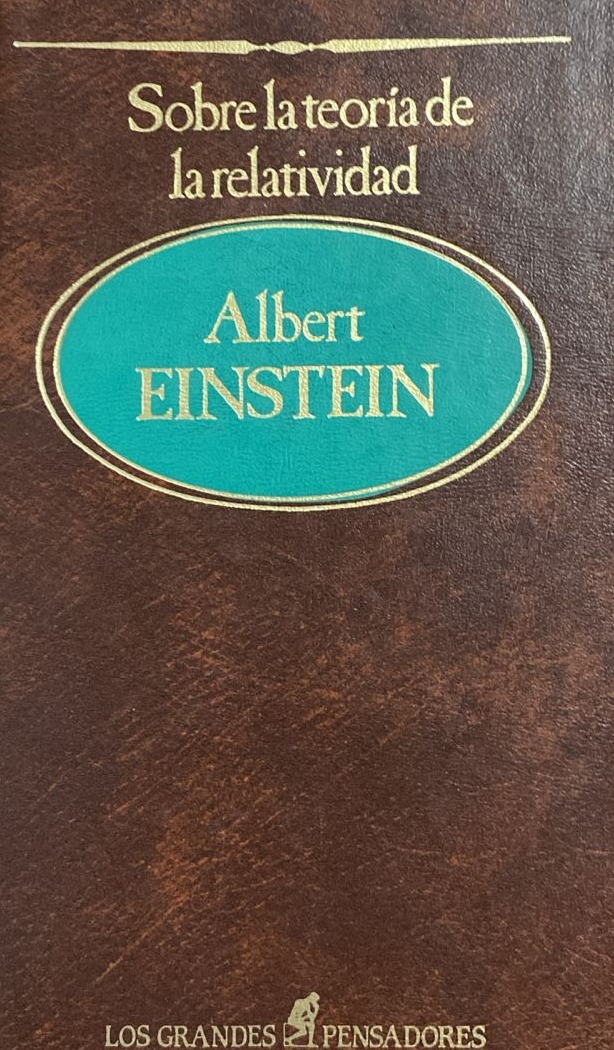 Sobre la teoría de
la relatividad
Albert
EINSTEIN
LOS GRANDES PENSADORES